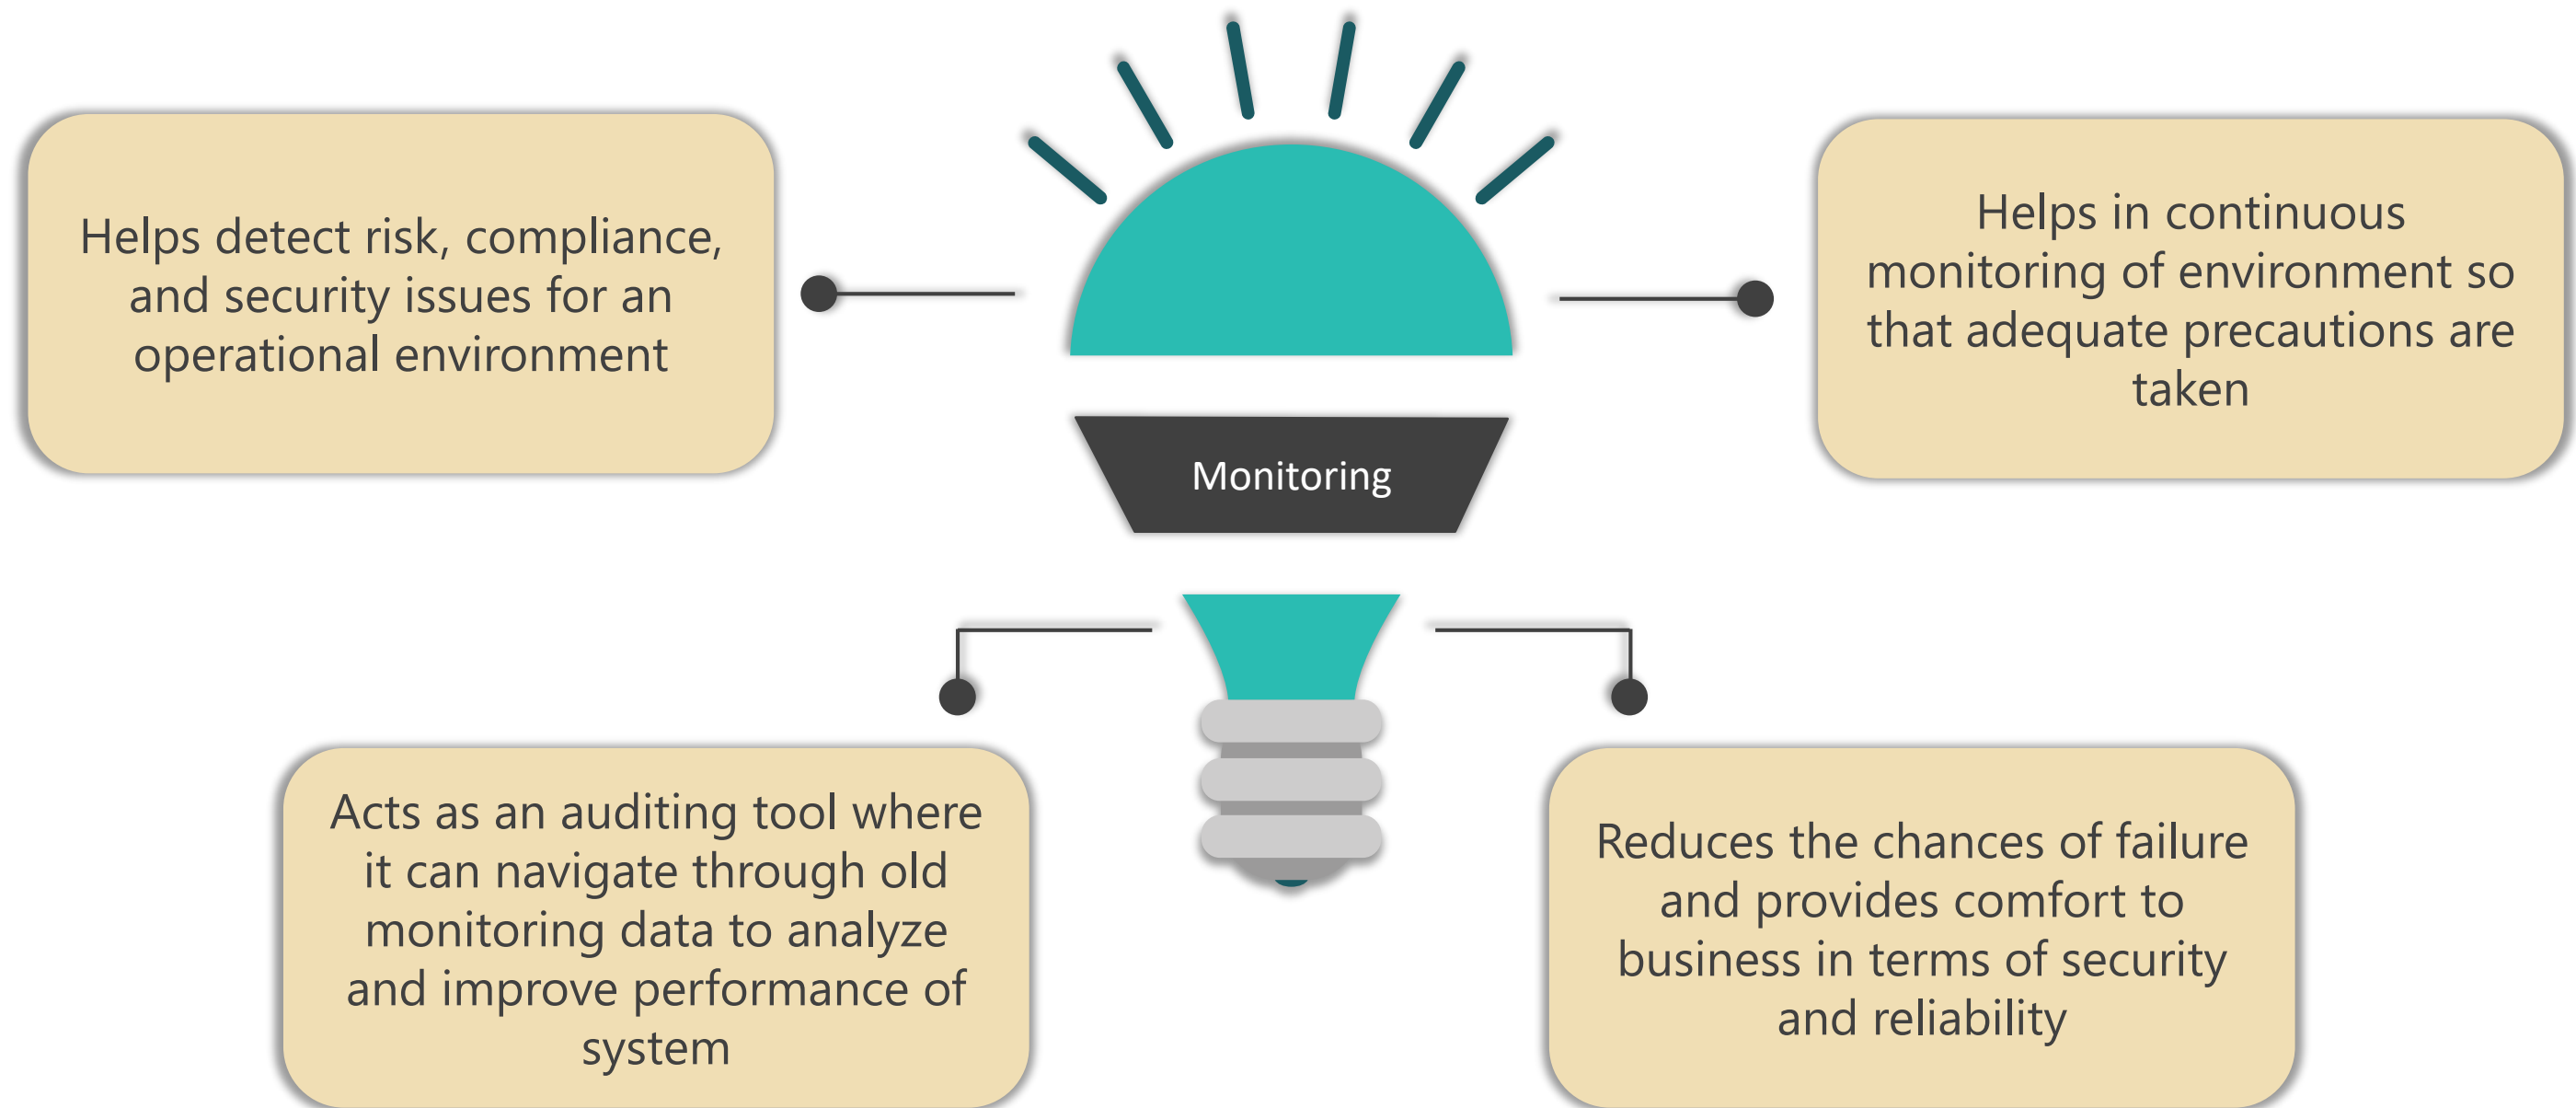 Helps detect risk, compliance,
and security issues for an
operational environment
Helps in continuous
monitoring of environment so
that adequate precautions are
taken
Monitoring
Acts as an auditing tool where
it can navigate through old
monitoring data to analyze
and improve performance of
system
Reduces the chances of failure
and provides comfort to
business in terms of security
and reliability